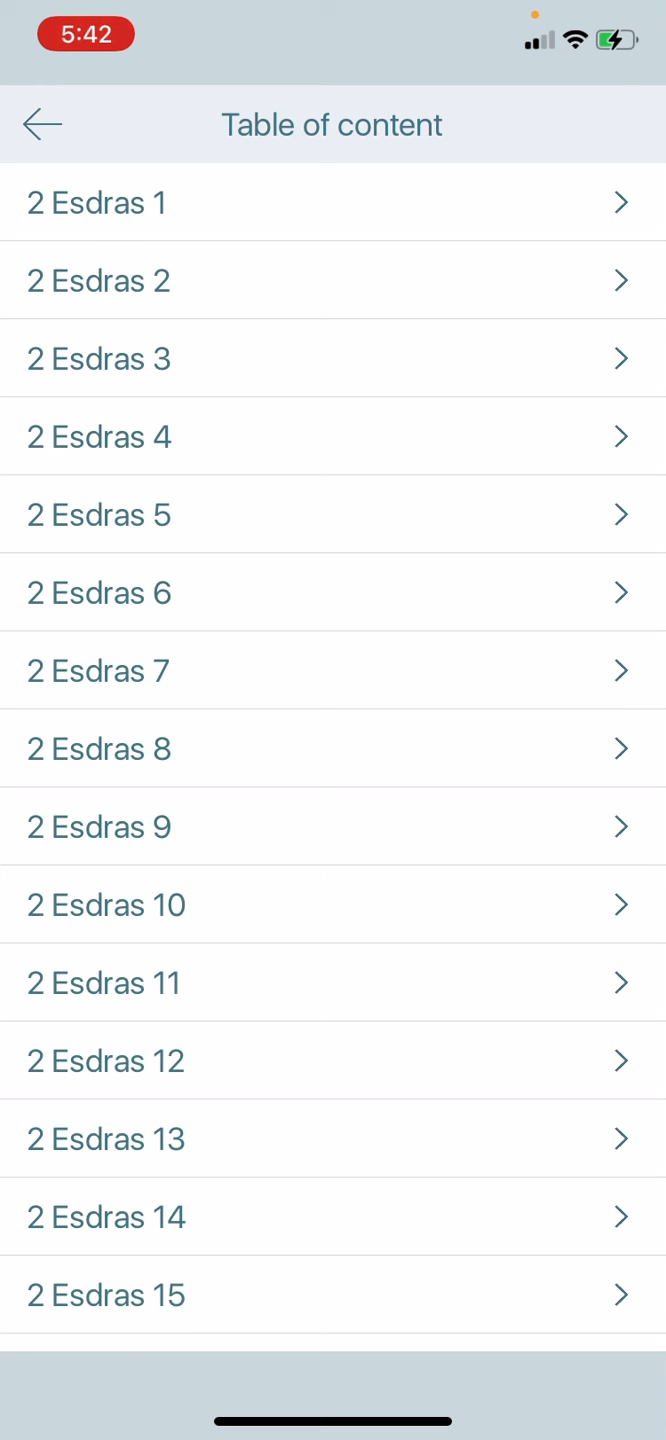 5:42
Table of content
2 Esdras 1
2 Esdras 2
2 Esdras 3
2 Esdras 4
2 Esdras 5
2 Esdras 6
2 Esdras 7
2 Esdras 8
2 Esdras 9
2 Esdras 10
2 Esdras 11
2 Esdras 12
2 Esdras 13
2 Esdras 14
2 Esdras 15